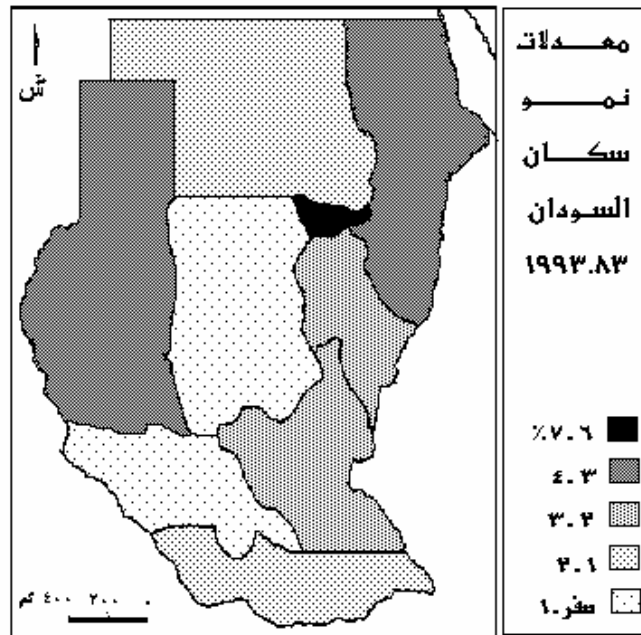 معدلات
نمو
سكان
السودان
١٩٩٣.٨٣
٪٧.٦
٤.٣
٣.٢
٢.١
صفر.١
ش
٠ ٢٠٠ ٤٠٠ كم